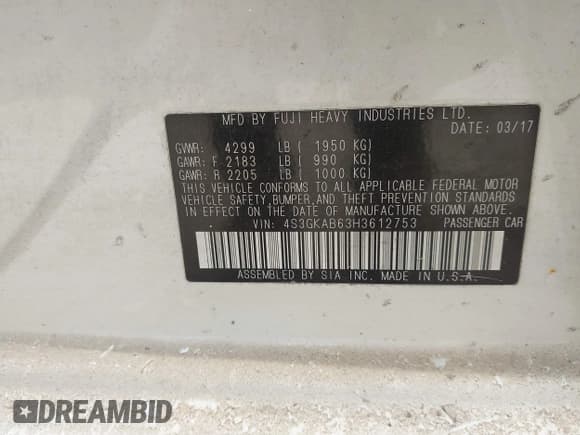 MFD BY FUJI HEAVY INDUSTRIES LTD.
DATE: 03/17
GVWR: 4299 LB ( 1950 KG)
GAWR: F 2183 LB ( 990 KG)
GAWR: R 2205 LB ( 1000 KG)
THIS VEHICLE CONFORMS TO ALL APPLICABLE FEDERAL MOTOR
VEHICLE SAFETY,BUMPER,AND THEFT PREVENTION STANDARDS
IN EFFECT ON THE DATE OF MANUFACTURE SHOWN ABOVE.
VIN: 4S3GKAB63H3612753 PASSENGER CAR
ASSEMBLED BY SIA INC. MADE IN U.S.A.
DREAMBID